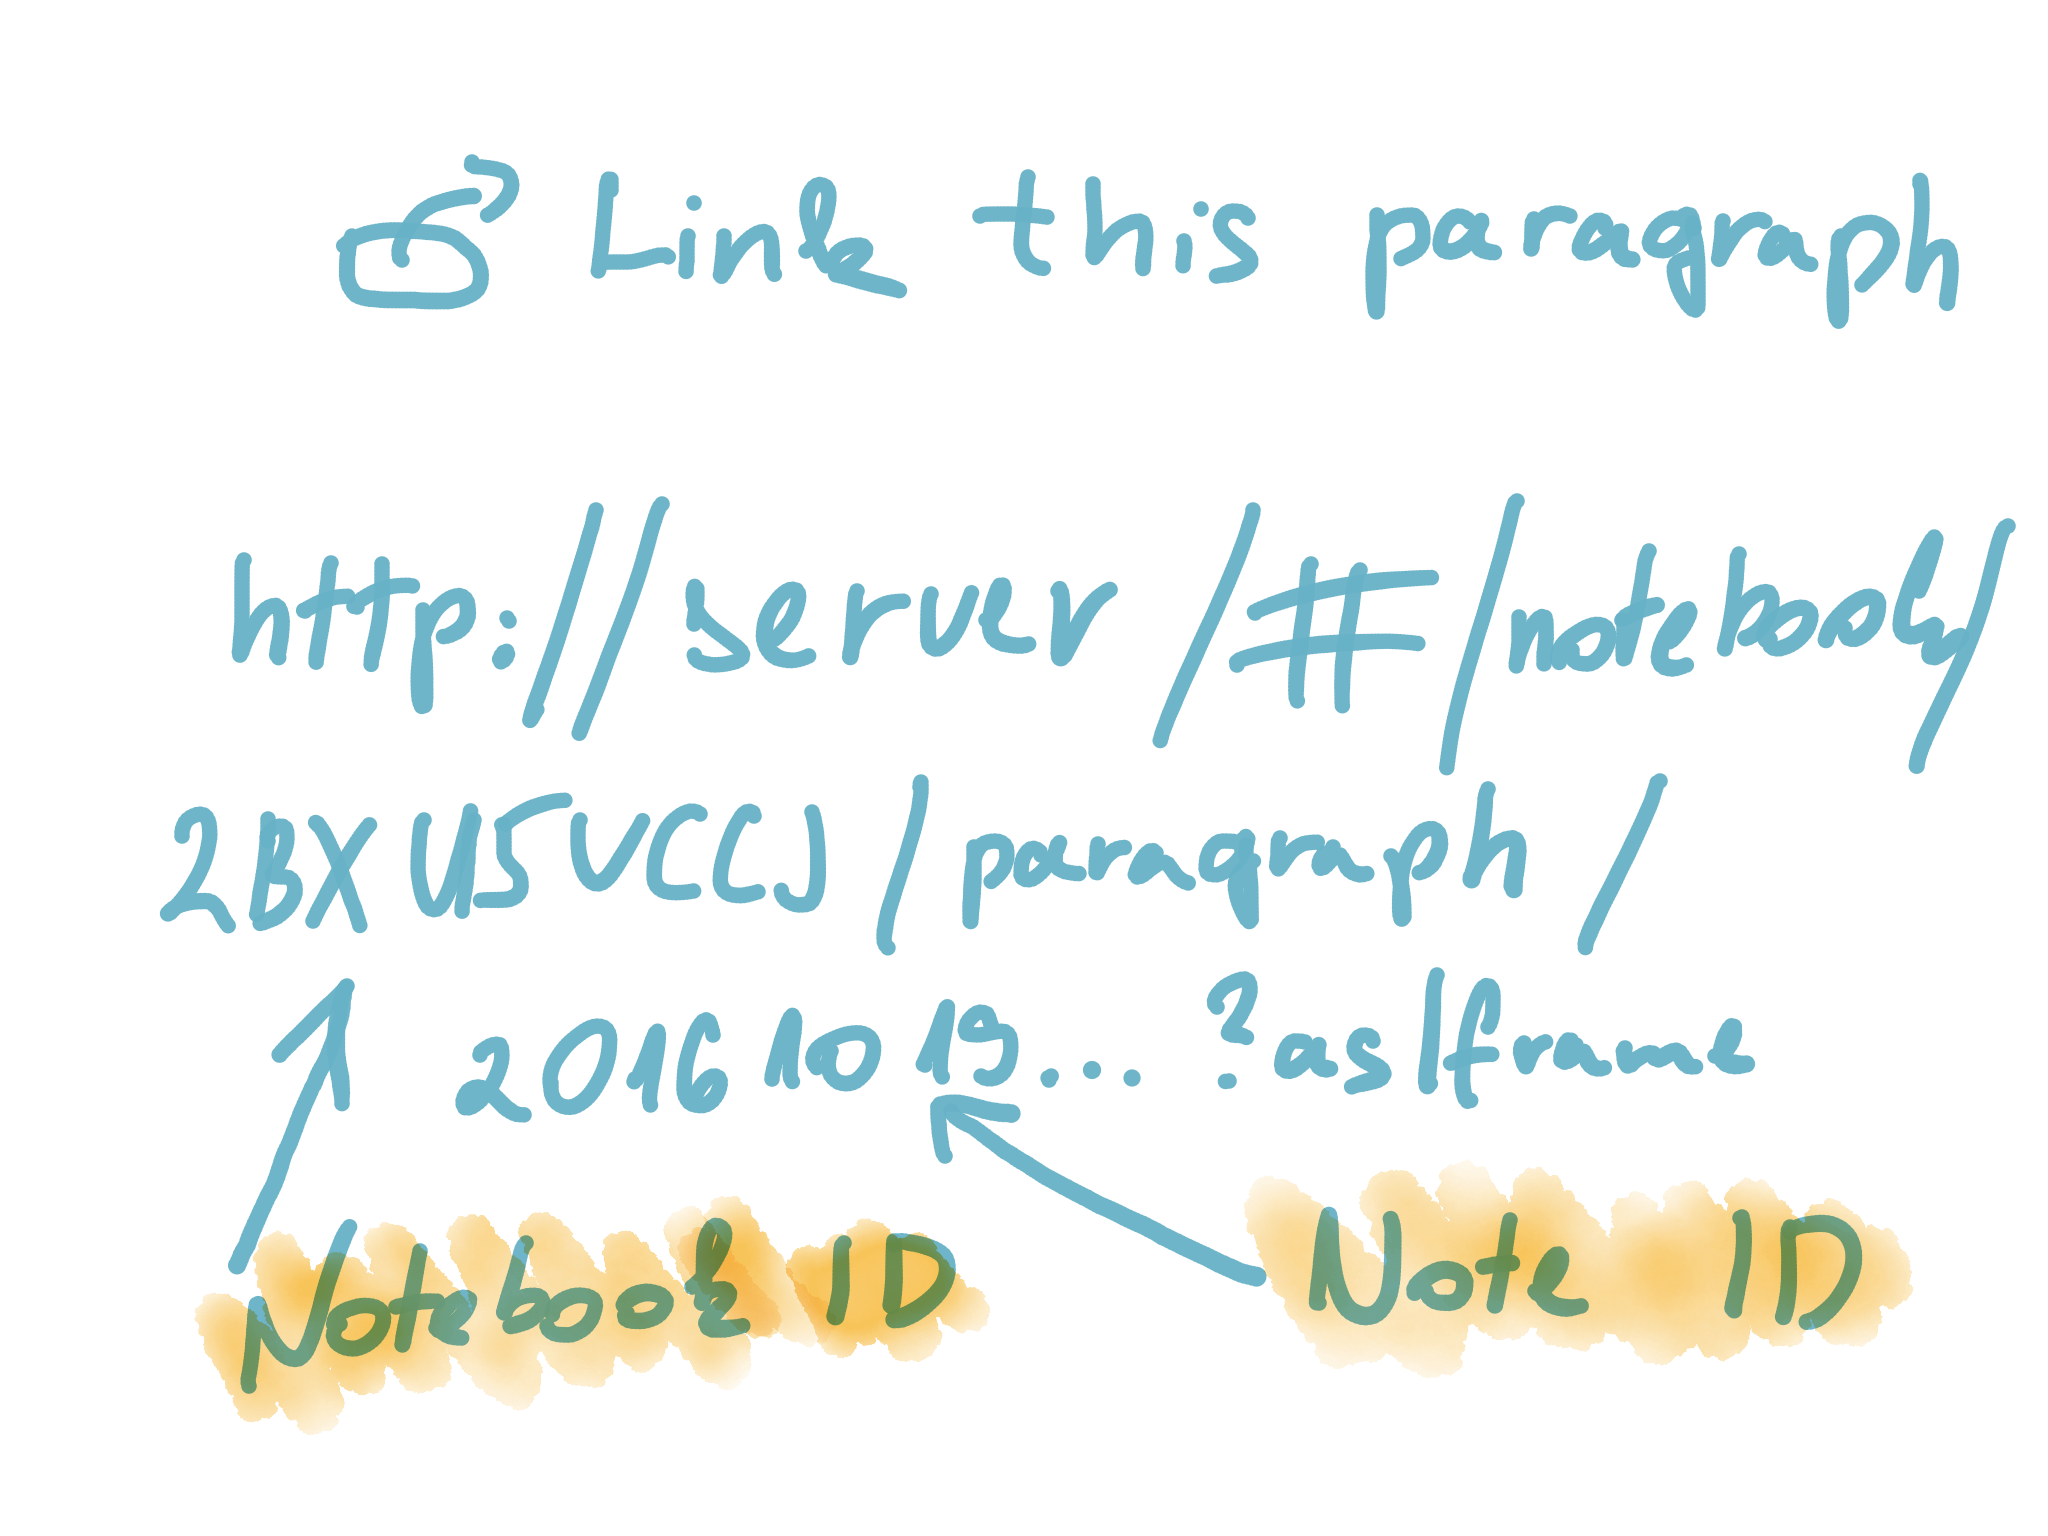 Link this paragraph
http://server/#/notebook/
2BXU5VCCJ/paragraph/
20161019... ?asIframe
Notebook ID Note ID